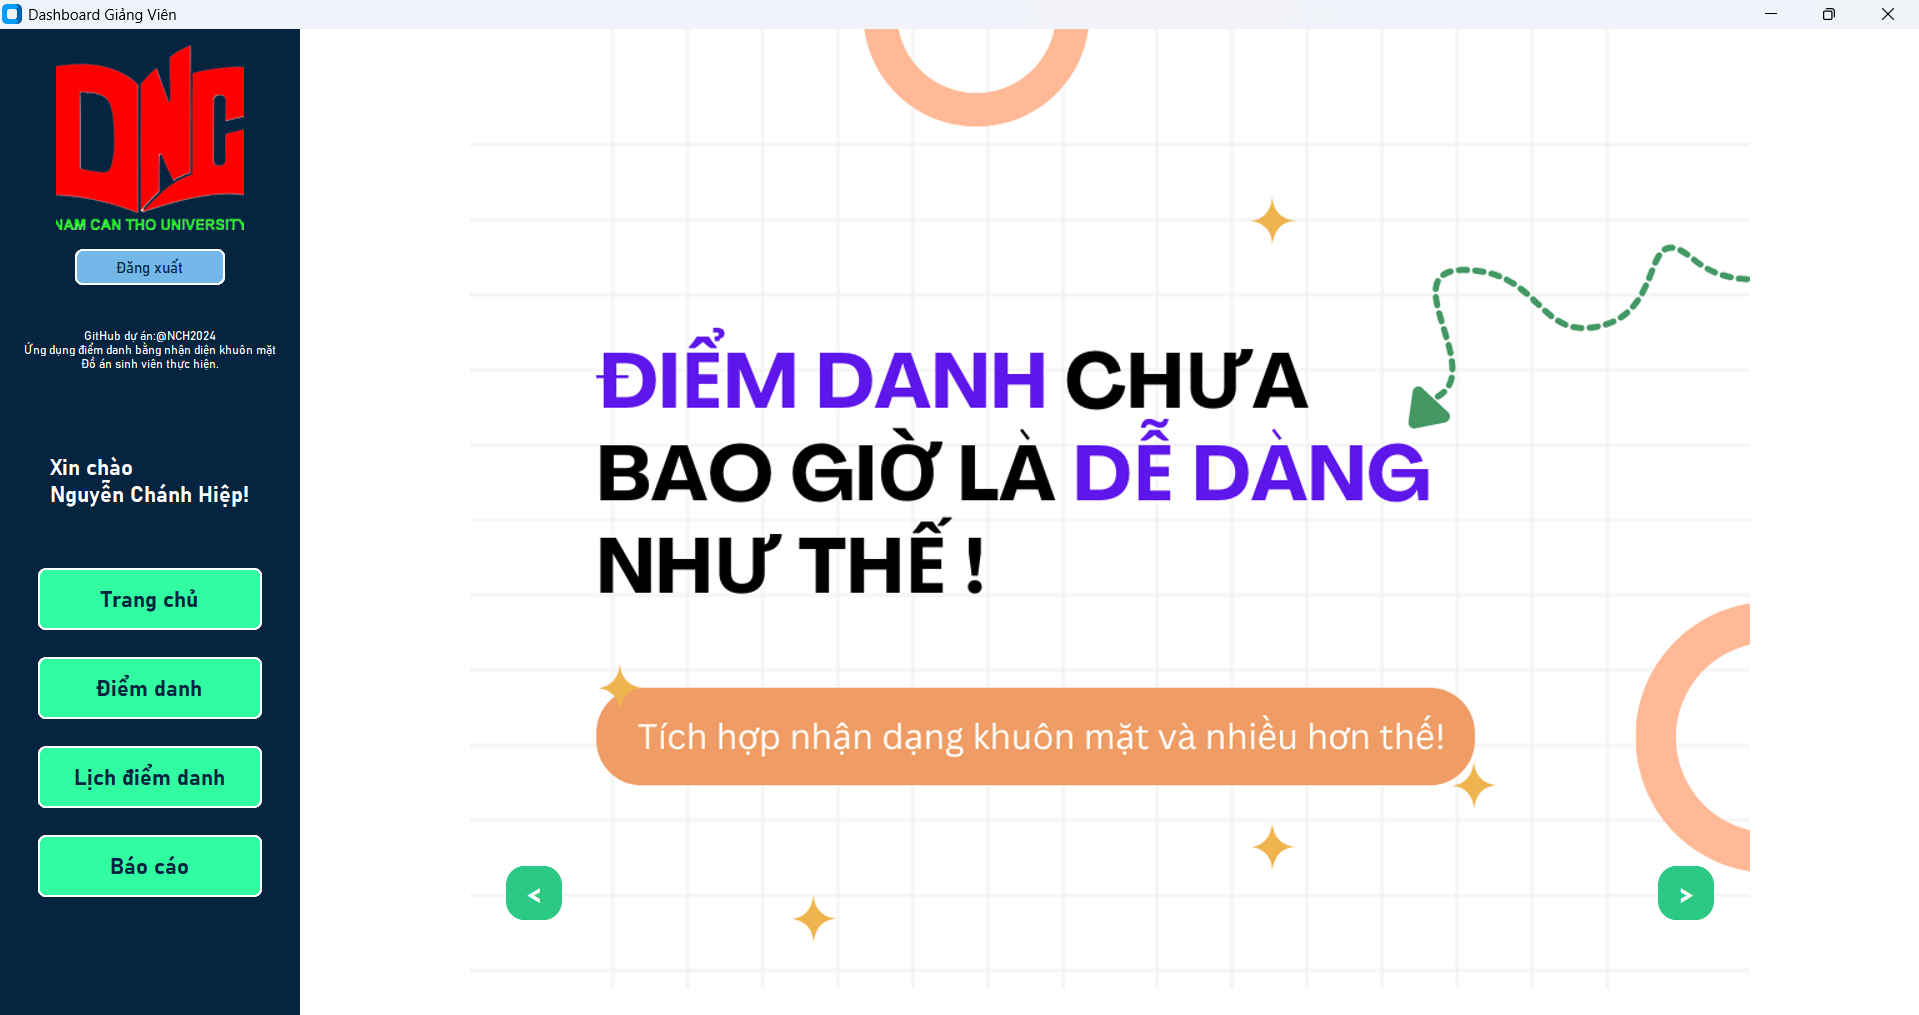 Dashboard Giảng Viên
DNC
NAM CAN THO UNIVERSITY
Đăng xuất
GitHub dự án:@NCH2024
Ứng dụng điểm danh bằng nhận diện khuôn mặt
Đồ án sinh viên thực hiện.
Xin chào
Nguyễn Chánh Hiệp!
Trang chủ
Điểm danh
Lịch điểm danh
Báo cáo
ĐIỂM DANH CHƯA
BAO GIỜ LÀ DỄ DÀNG
NHƯ THẾ !
Tích hợp nhận dạng khuôn mặt và nhiều hơn thế!
< >